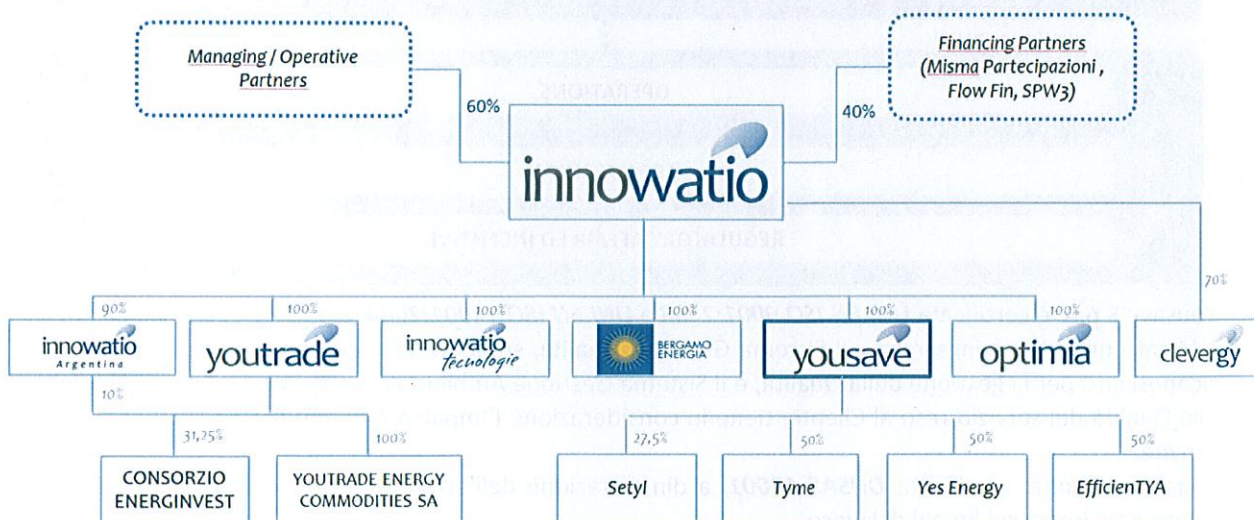 Managing / Operative
Partners
Financing Partners
(Misma Partecipazioni ,
Flow Fin, SPW3)
60%
40%
innowatio
70%
90%
100%
100%
100%
100%
100%
innowatio
Argentina
youtrade
innowatio
tecnologie
BERGAMO
ENERGIA
yousave
optimia
clevergy
10%
31,25%
100%
27,5%
50%
50%
50%
CONSORZIO
ENERGINVEST
YOUTRADE ENERGY
COMMODITIES SA
Setyl
Tyme
Yes Energy
EfficienTYA